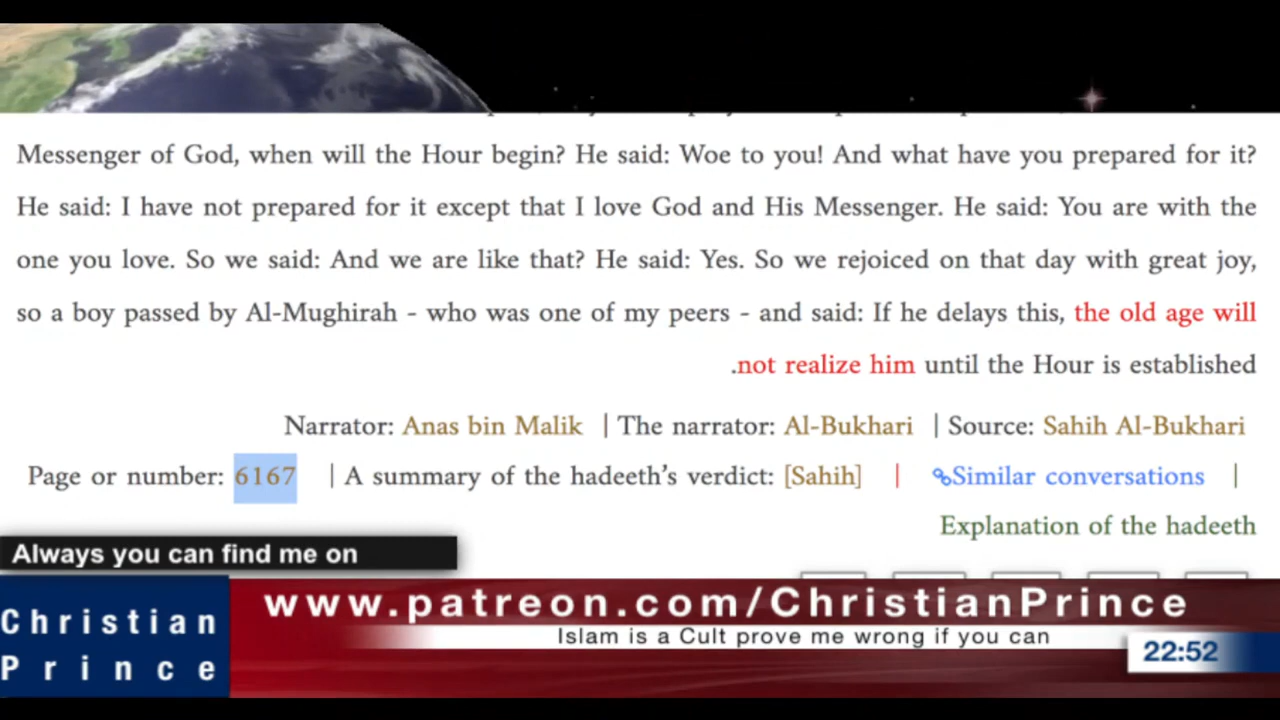 Messenger of God, when will the Hour begin? He said: Woe to you! And what have you prepared for it?
He said: I have not prepared for it except that I love God and His Messenger. He said: You are with the
one you love. So we said: And we are like that? He said: Yes. So we rejoiced on that day with great joy,
so a boy passed by Al-Mughirah - who was one of my peers - and said: If he delays this, the old age will
.not realize him until the Hour is established
Narrator: Anas bin Malik | The narrator: Al-Bukhari | Source: Sahih Al-Bukhari
Page or number: 6167 | A summary of the hadeeth's verdict: [Sahih] | Similar conversations |
Explanation of the hadeeth
Always you can find me on
www.patreon.com/ChristianPrince
Christian
Prince
Islam is a Cult prove me wrong if you can
22:52